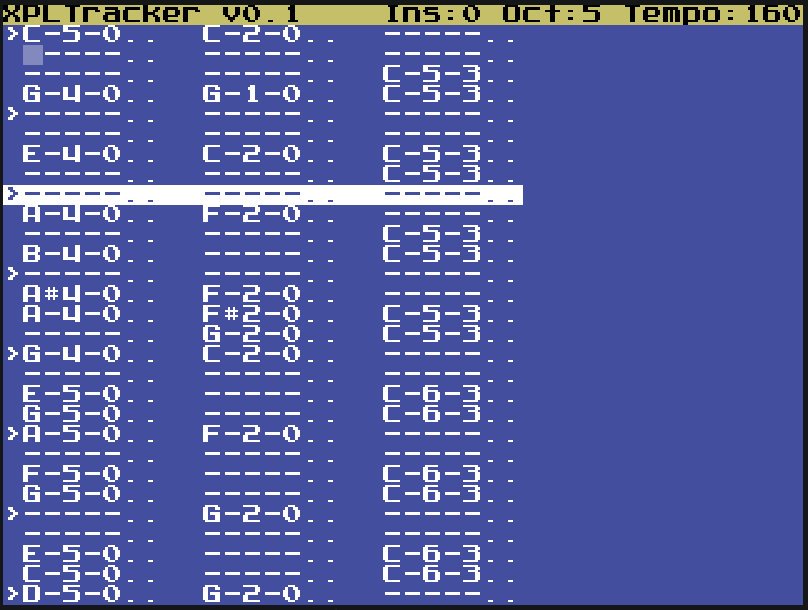 XPLTracker v0.1 Ins:0 Oct:5 Tempo:160
>C-5-0.. C-2-0.. -----..
-----.. -----.. -----..
-----.. -----.. C-5-3..
G-4-0.. G-1-0.. C-5-3..
>-----.. -----.. -----..
-----.. -----.. -----..
E-4-0.. C-2-0.. C-5-3..
-----.. -----.. C-5-3..
>-----.. -----.. -----..
A-4-0.. F-2-0.. -----..
-----.. -----.. C-5-3..
B-4-0.. -----.. C-5-3..
>-----.. -----.. -----..
A#4-0.. F-2-0.. -----..
A-4-0.. F#2-0.. C-5-3..
-----.. G-2-0.. C-5-3..
>G-4-0.. C-2-0.. -----..
-----.. -----.. -----..
E-5-0.. -----.. C-6-3..
G-5-0.. -----.. C-6-3..
>A-5-0.. F-2-0.. -----..
-----.. -----.. -----..
F-5-0.. -----.. C-6-3..
G-5-0.. -----.. C-6-3..
>-----.. G-2-0.. -----..
-----.. -----.. -----..
E-5-0.. -----.. C-6-3..
C-5-0.. -----.. C-6-3..
>D-5-0.. G-2-0.. -----..